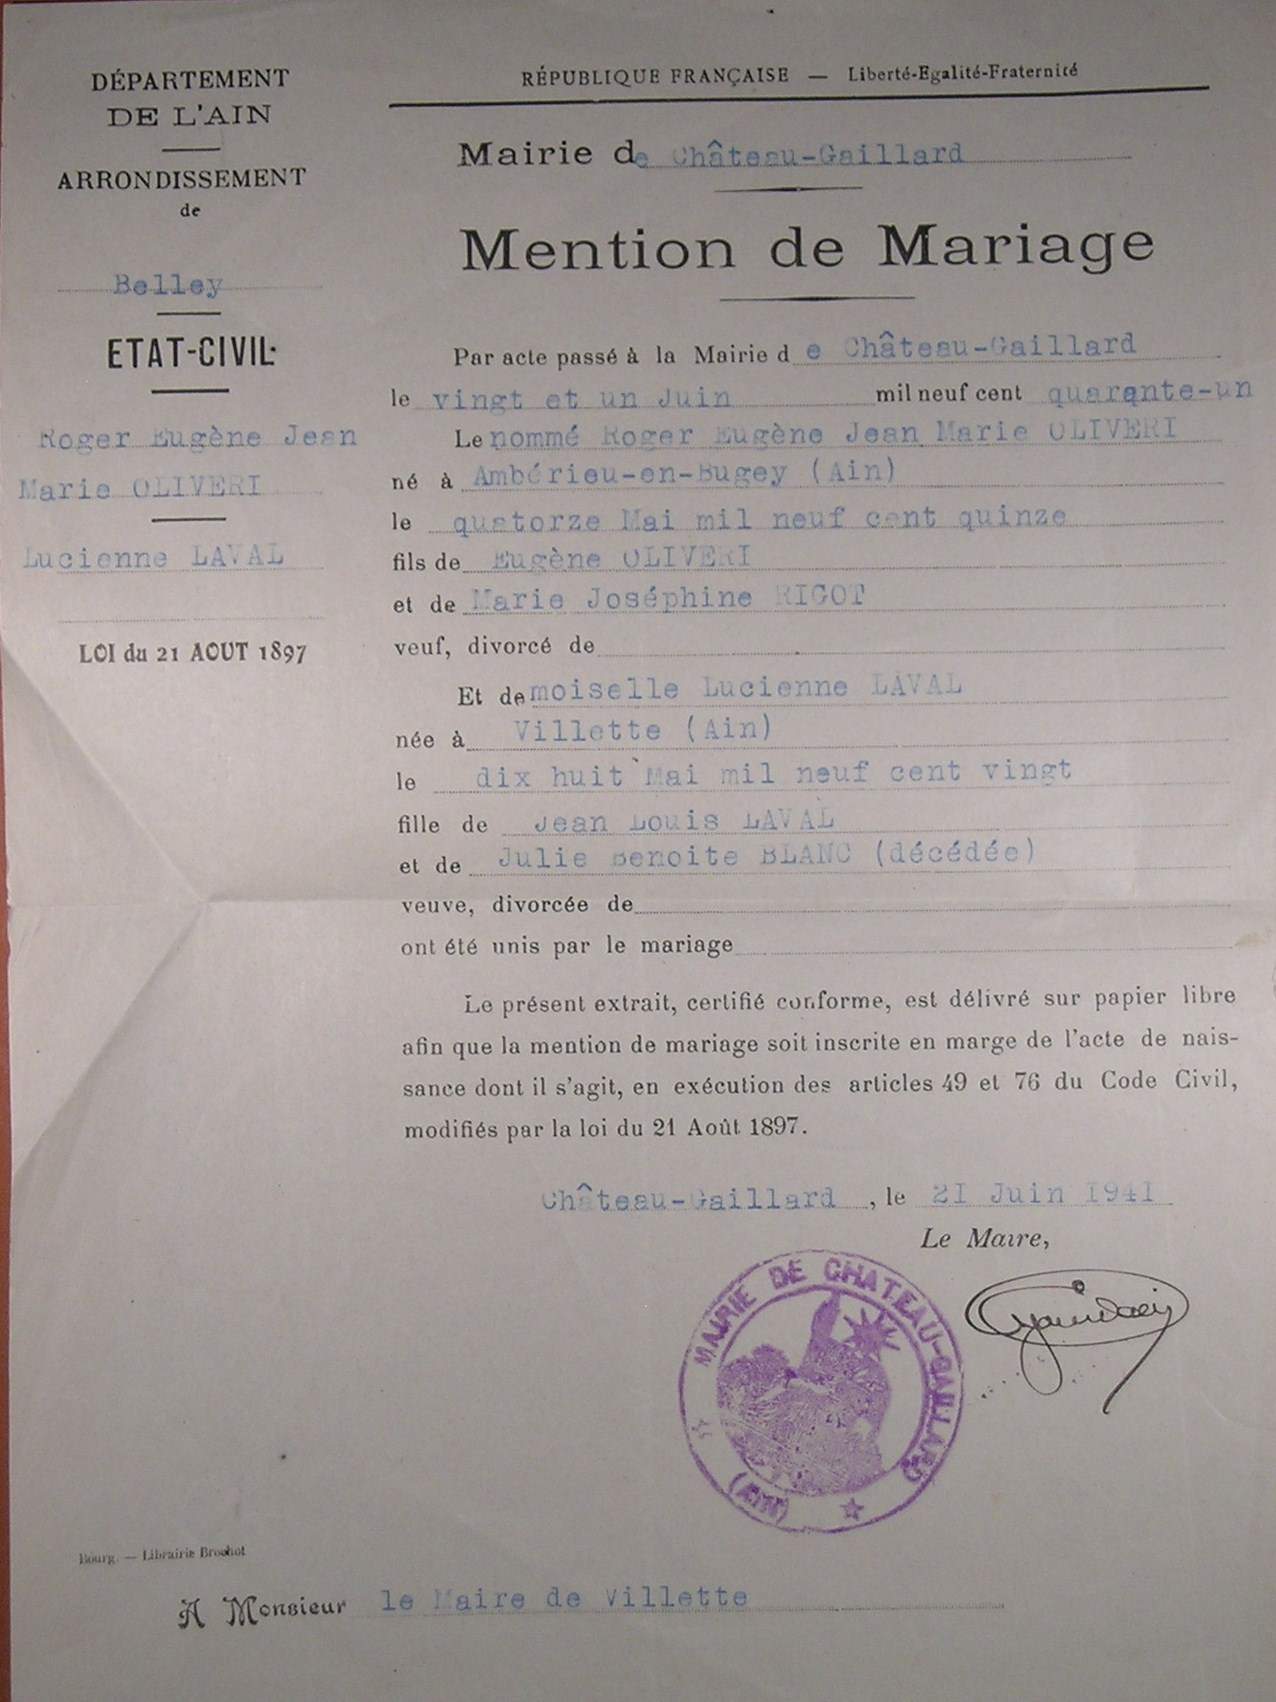 DÉPARTEMENT
DE L'AIN
ARRONDISSEMENT
de
Belley
ETAT-CIVIL
Roger Eugène Jean
Marie OLIVERI
Lucienne LAVAL
LOI du 21 AOUT 1897
RÉPUBLIQUE FRANÇAISE — Liberté-Egalité-Fraternité
Mairie de Château-Gaillard
Mention de Mariage
Par acte passé à la Mairie d e Château-Gaillard
le vingt et un Juin mil neuf cent quarante-un
Le nommé Roger Eugène Jean Marie OLIVERI
né à Ambérieu-en-Bugey (Ain)
le quatorze Mai mil neuf cent quinze
fils de Eugène OLIVERI
et de Marie Joséphine RIGOT
veuf, divorcé de
Et demoiselle Lucienne LAVAL
née à Villette (Ain)
le dix huit Mai mil neuf cent vingt
fille de Jean Louis LAVAL
et de Julie Benoite BLANC (décédée)
veuve, divorcée de
ont été unis par le mariage
Le présent extrait, certifié conforme, est délivré sur papier libre
afin que la mention de mariage soit inscrite en marge de l'acte de nais-
sance dont il s'agit, en exécution des articles 49 et 76 du Code Civil,
modifiés par la loi du 21 Août 1897.
Château-Gaillard, le 21 Juin 1941
Le Maire,
MAIRIE DE CHATEAU-GAILLARD
(AIN)
Bourg. — Librairie Brochot
A Monsieur le Maire de Villette